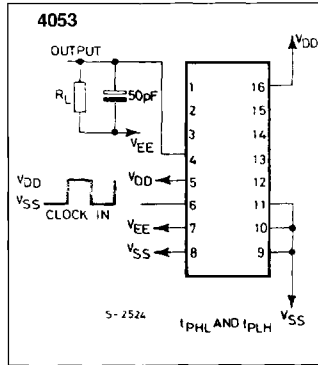 4053
OUTPUT
VDD
RL
50pF
VEE
1 16
2 15
3 14
4 13
VDD 5 12
VDD
VSS
CLOCK IN
6 11
VEE 7 10
VSS 8 9
S-2524
tPHL AND tPLH
VSS